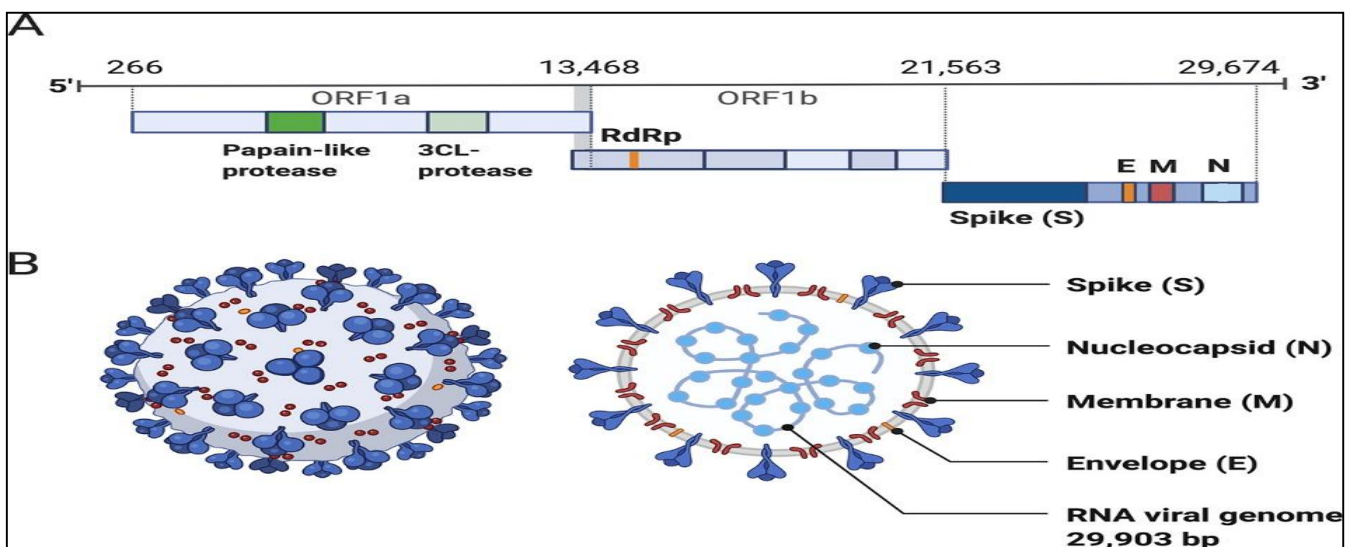 A
266 13,468 21,563 29,674
5' 3'
ORF1a ORF1b
RdRp
Papain-like
protease
3CL-
protease
E M N
Spike (S)
B
Spike (S)
Nucleocapsid (N)
Membrane (M)
Envelope (E)
RNA viral genome
29,903 bp